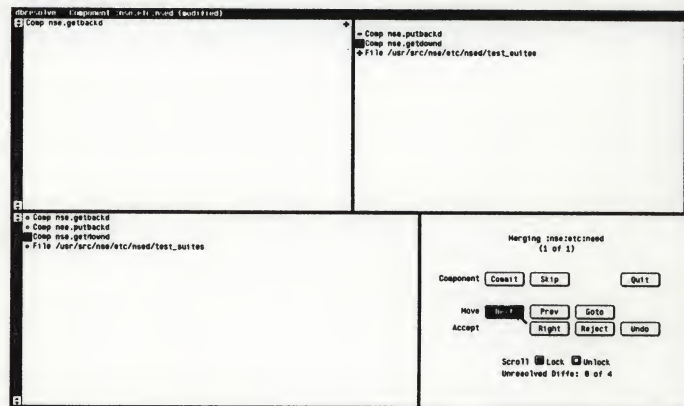 dbresolve Component :nse:etc:nsed (modified)
Comp nse.getbackd +
- Comp nse.putbackd
Comp nse.getdownd
+ File /usr/src/nse/etc/nsed/test_suites
Comp nse.getbackd
Comp nse.putbackd
Comp nse.getdownd
File /usr/src/nse/etc/nsed/test_suites
Merging :nse:etc:nsed
(1 of 1)
Component Commit Skip Quit
Move Next Prev Goto
Accept Right Reject Undo
Scroll Lock Unlock
Unresolved Diffs: 0 of 4